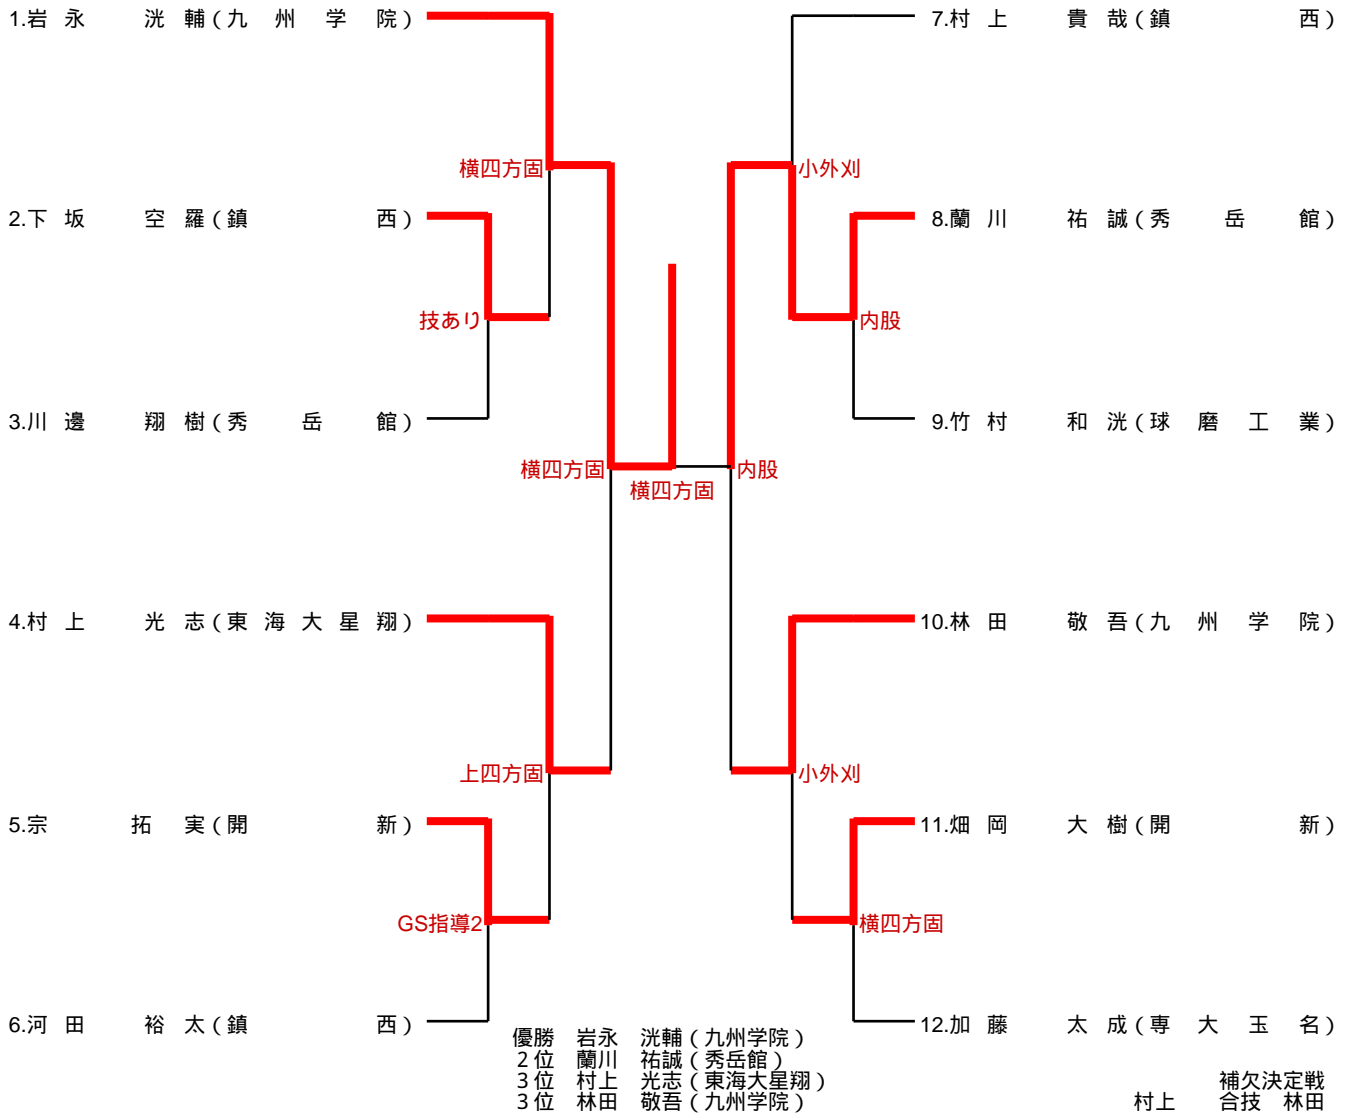 1.岩永 洸輔(九州学院)
7.村上 貴哉(鎮西)
横四方固
小外刈
2.下坂 空羅(鎮西)
8.蘭川 祐誠(秀岳館)
技あり
内股
3.川邊 翔樹(秀岳館)
9.竹村 和洸(球磨工業)
横四方固
内股
横四方固
4.村上 光志(東海大星翔)
10.林田 敬吾(九州学院)
上四方固
小外刈
5.宗 拓実(開新)
11.畑岡 大樹(開新)
GS指導2
横四方固
6.河田 裕太(鎮西)
12.加藤 太成(専大玉名)
優勝 岩永 洸輔(九州学院)
2位 蘭川 祐誠(秀岳館)
3位 村上 光志(東海大星翔)
3位 林田 敬吾(九州学院)
補欠決定戦
村上 合技 林田